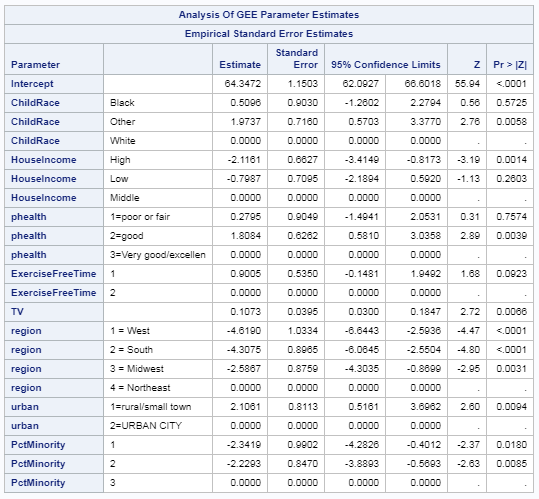 Analysis Of GEE Parameter Estimates
Empirical Standard Error Estimates
Parameter Estimate Standard Error 95% Confidence Limits Z Pr > |Z|
Intercept 64.3472 1.1503 62.0927 66.6018 55.94 <.0001
ChildRace Black 0.5096 0.9030 -1.2602 2.2794 0.56 0.5725
ChildRace Other 1.9737 0.7160 0.5703 3.3770 2.76 0.0058
ChildRace White 0.0000 0.0000 0.0000 0.0000 . .
HouseIncome High -2.1161 0.6627 -3.4149 -0.8173 -3.19 0.0014
HouseIncome Low -0.7987 0.7095 -2.1894 0.5920 -1.13 0.2603
HouseIncome Middle 0.0000 0.0000 0.0000 0.0000 . .
phealth 1=poor or fair 0.2795 0.9049 -1.4941 2.0531 0.31 0.7574
phealth 2=good 1.8084 0.6262 0.5810 3.0358 2.89 0.0039
phealth 3=Very good/excellen 0.0000 0.0000 0.0000 0.0000 . .
ExerciseFreeTime 1 0.9005 0.5350 -0.1481 1.9492 1.68 0.0923
ExerciseFreeTime 2 0.0000 0.0000 0.0000 0.0000 . .
TV 0.1073 0.0395 0.0300 0.1847 2.72 0.0066
region 1 = West -4.6190 1.0334 -6.6443 -2.5936 -4.47 <.0001
region 2 = South -4.3075 0.8965 -6.0645 -2.5504 -4.80 <.0001
region 3 = Midwest -2.5867 0.8759 -4.3035 -0.8699 -2.95 0.0031
region 4 = Northeast 0.0000 0.0000 0.0000 0.0000 . .
urban 1=rural/small town 2.1061 0.8113 0.5161 3.6962 2.60 0.0094
urban 2=URBAN CITY 0.0000 0.0000 0.0000 0.0000 . .
PctMinority 1 -2.3419 0.9902 -4.2826 -0.4012 -2.37 0.0180
PctMinority 2 -2.2293 0.8470 -3.8893 -0.5693 -2.63 0.0085
PctMinority 3 0.0000 0.0000 0.0000 0.0000 . .